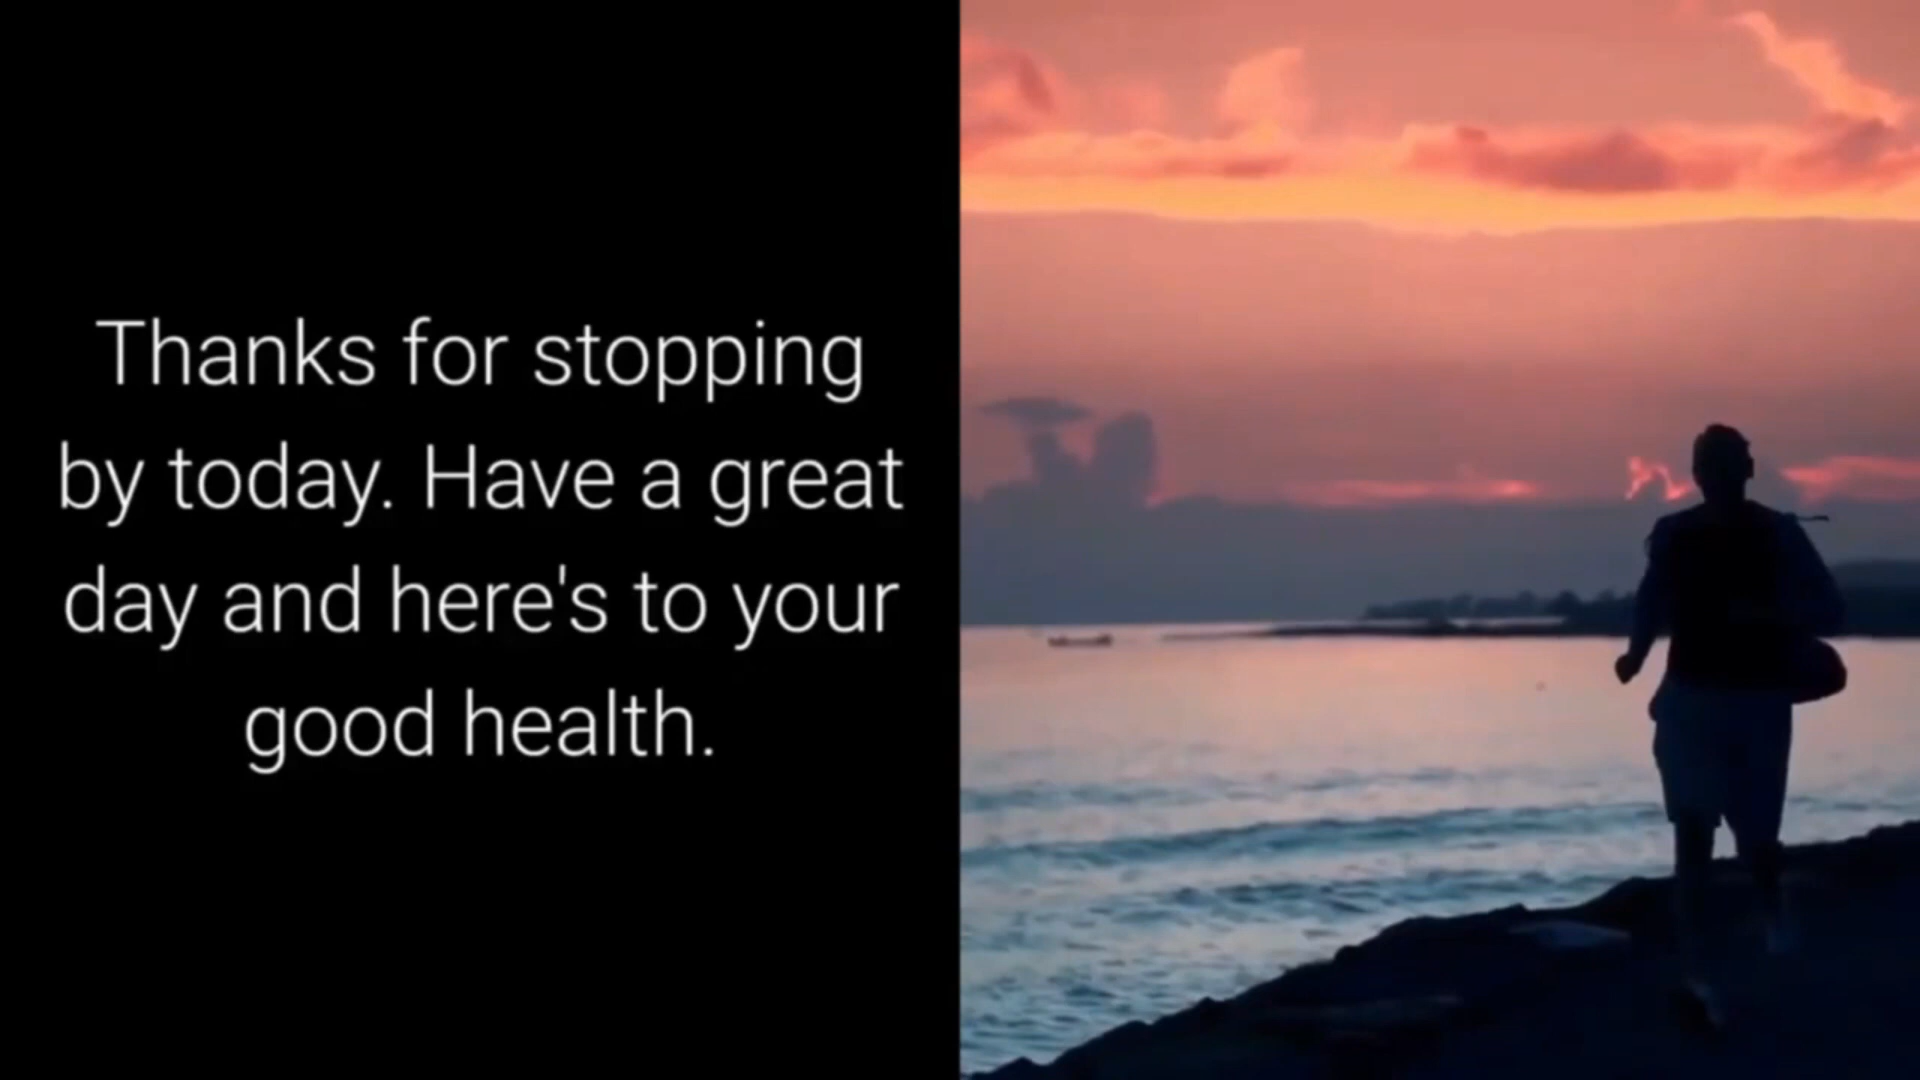 Thanks for stopping
by today. Have a great
day and here's to your
good health.